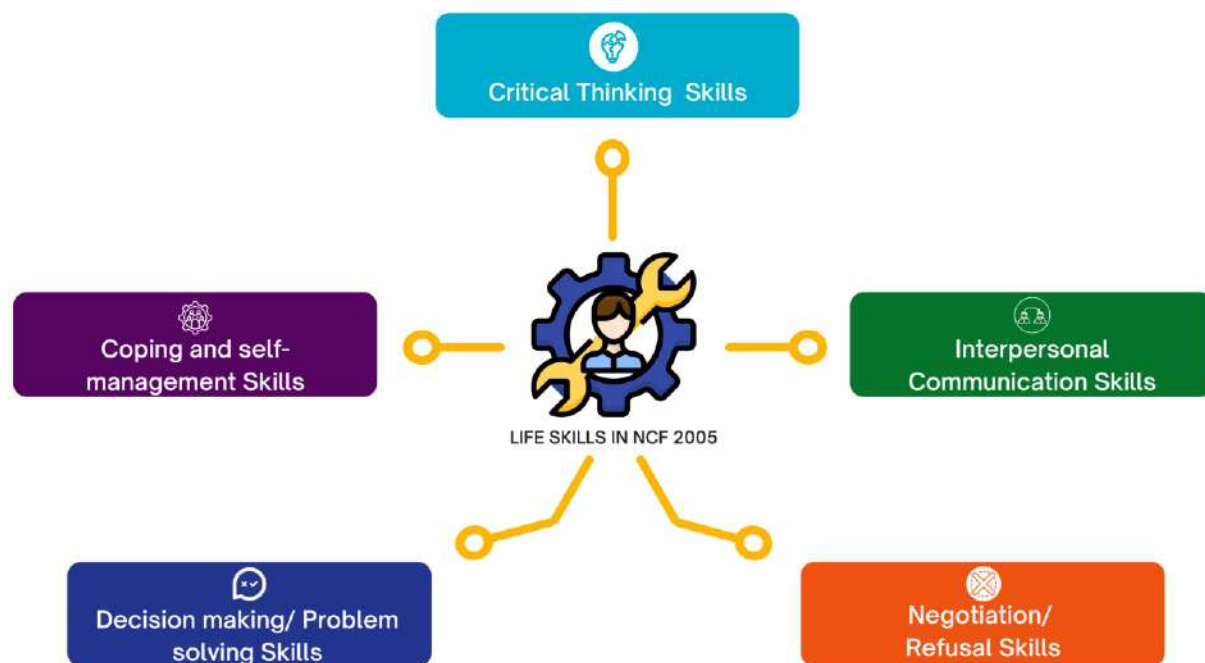 Critical Thinking Skills
Coping and self-
management Skills
Interpersonal
Communication Skills
LIFE SKILLS IN NCF 2005
Decision making/ Problem
solving Skills
Negotiation/
Refusal Skills